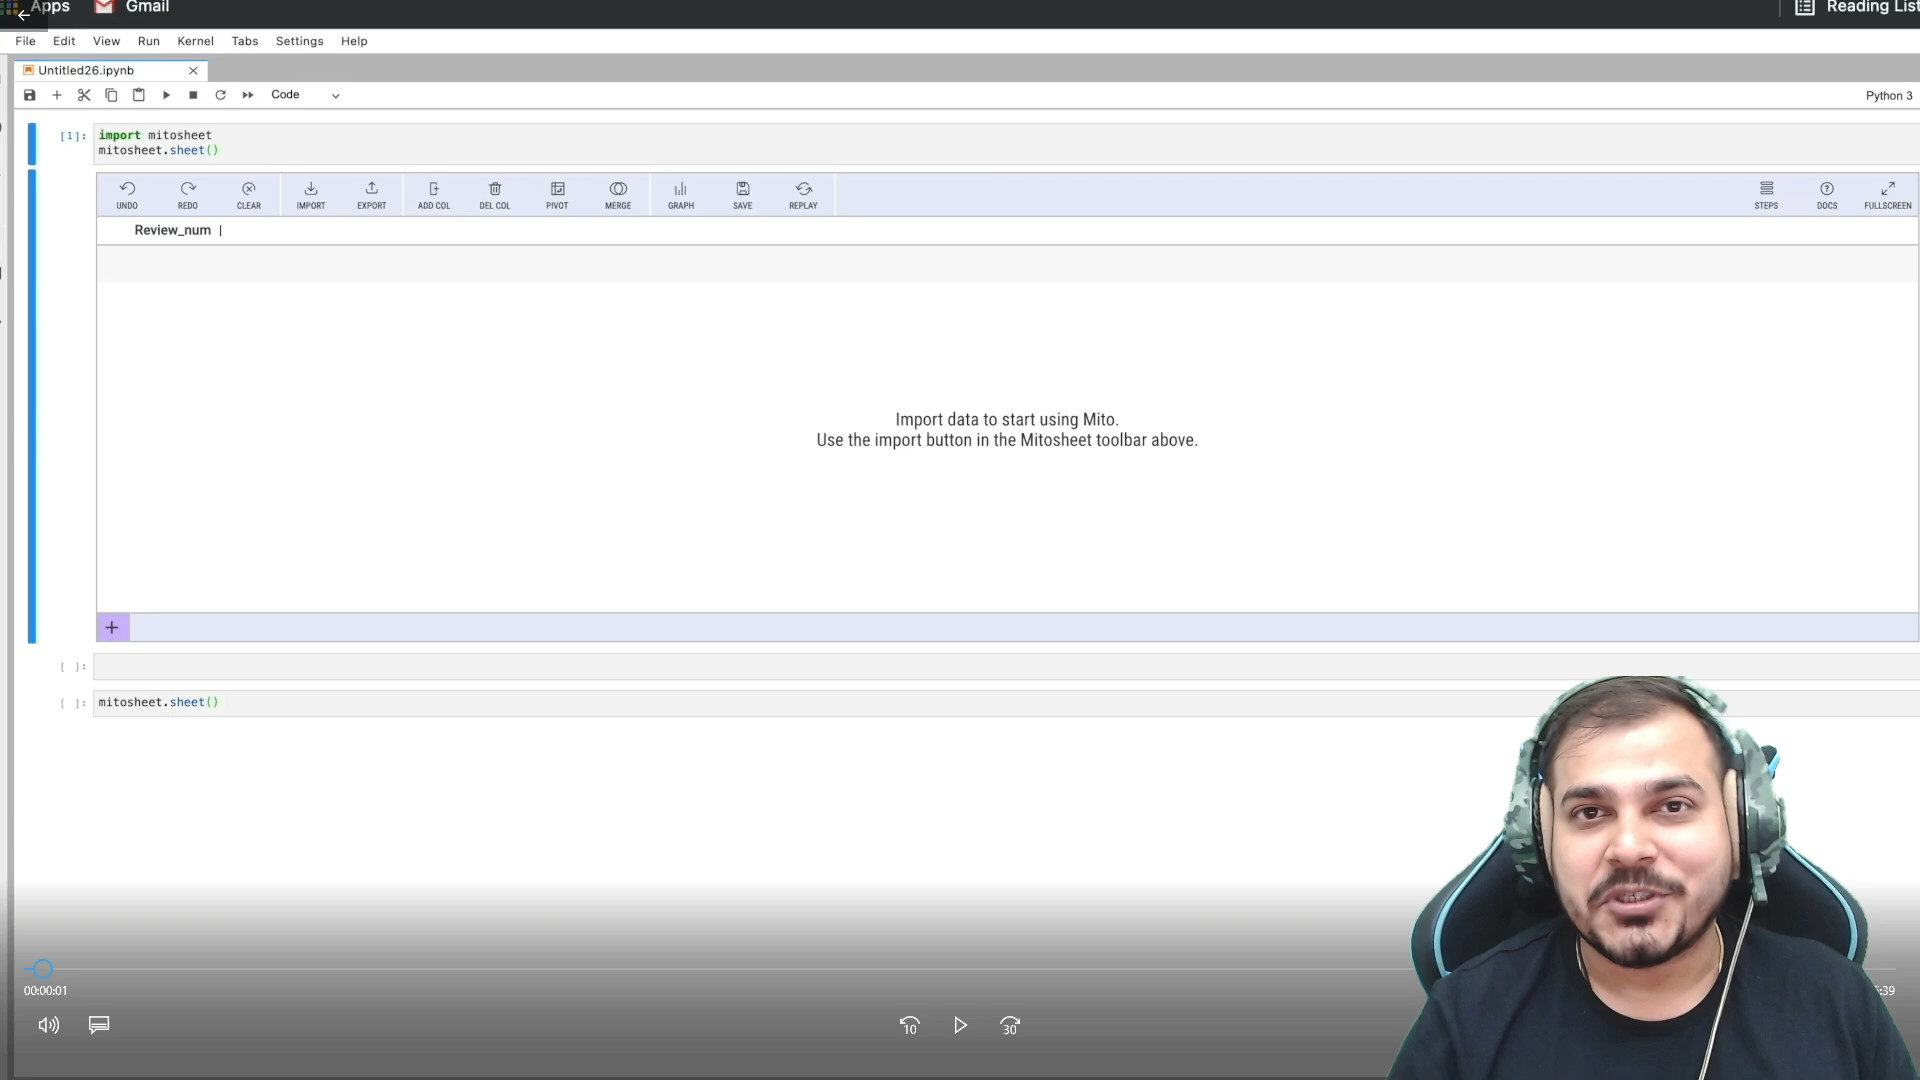 Apps Gmail Reading List
File Edit View Run Kernel Tabs Settings Help
Untitled26.ipynb
Code Python 3
[1]: import mitosheet
mitosheet.sheet()
UNDO REDO CLEAR IMPORT EXPORT ADD COL DEL COL PIVOT MERGE GRAPH SAVE REPLAY STEPS DOCS FULLSCREEN
Review_num
Import data to start using Mito.
Use the import button in the Mitosheet toolbar above.
+
[ ]:
[ ]: mitosheet.sheet()
00:00:01
10 30